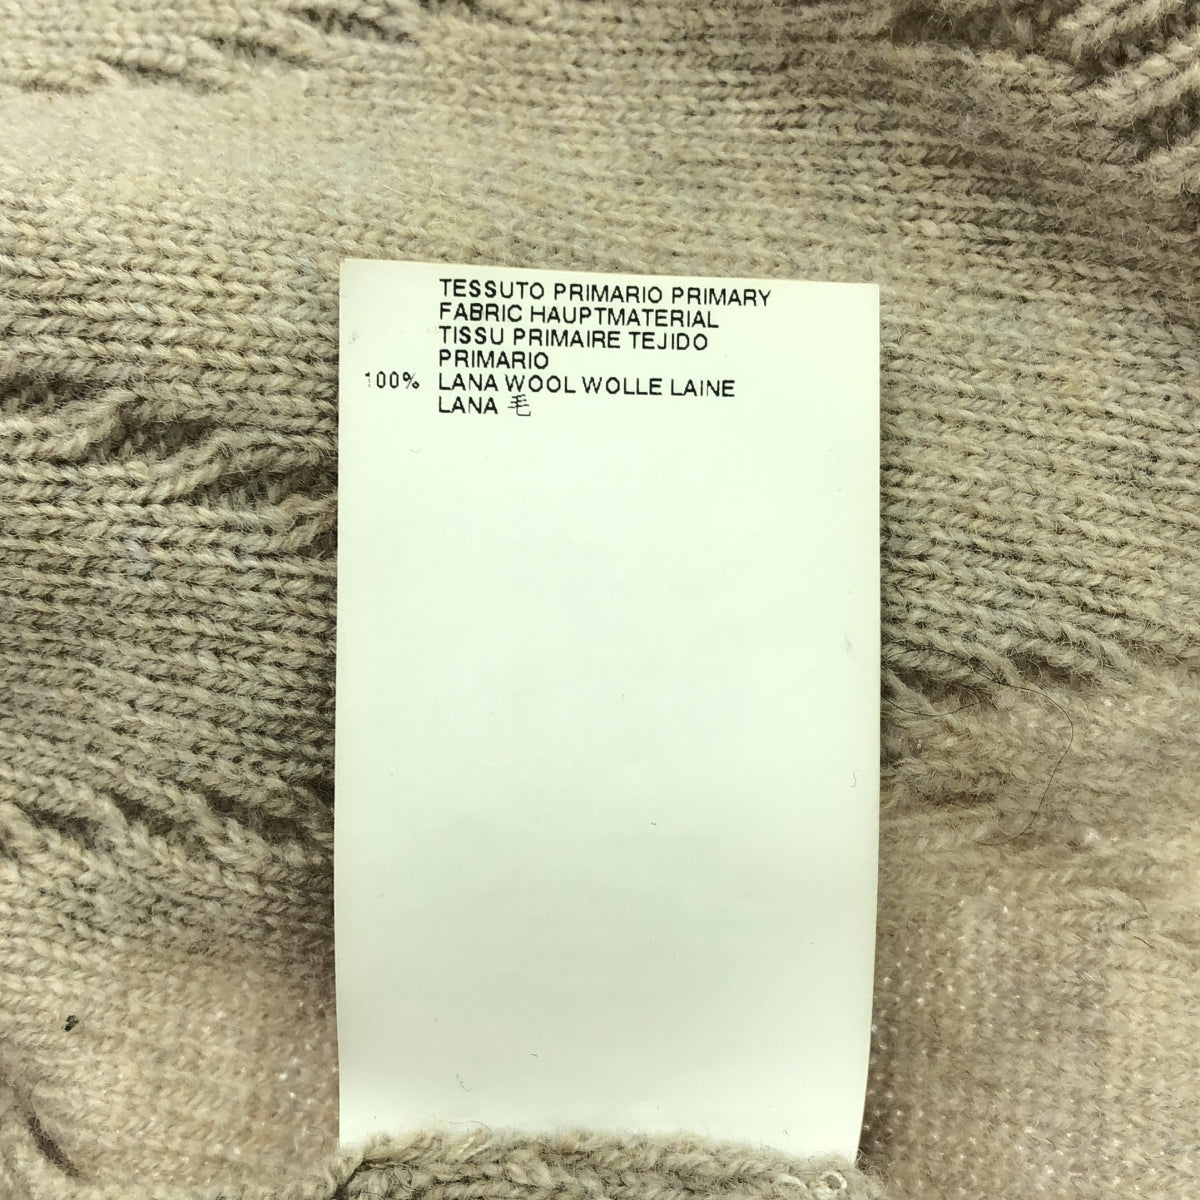 TESSUTO PRIMARIO PRIMARY
FABRIC HAUPTMATERIAL
TISSU PRIMAIRE TEJIDO
PRIMARIO
100% LANA WOOL WOLLE LAINE
LANA 毛